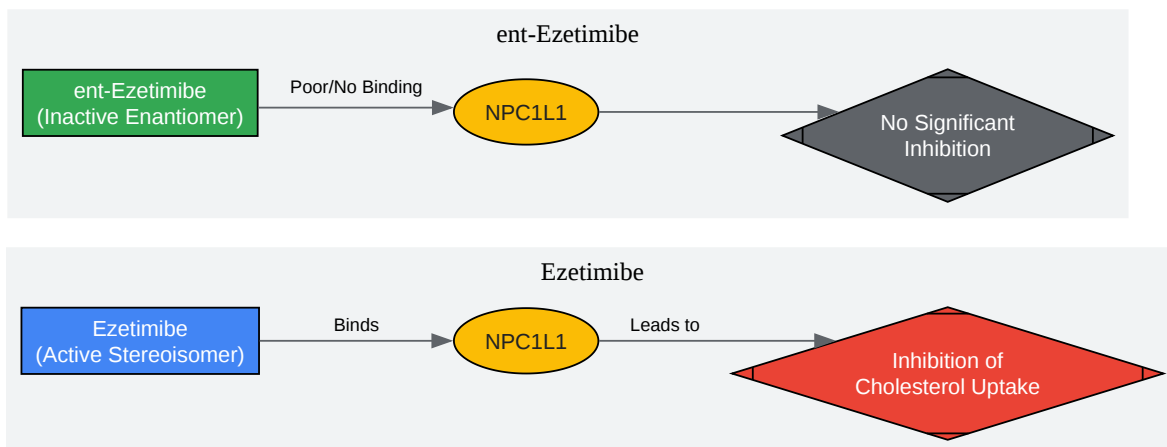 ent-Ezetimibe
ent-Ezetimibe
(Inactive Enantiomer)
Poor/No Binding
NPC1L1
No Significant
Inhibition
Ezetimibe
Ezetimibe
(Active Stereoisomer)
Binds
NPC1L1
Leads to
Inhibition of
Cholesterol Uptake